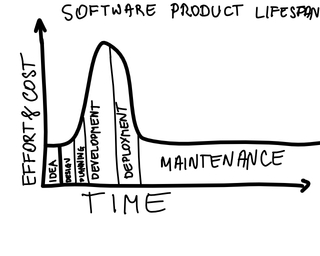 SOFTWARE PRODUCT LIFESPAN
EFFORT & COST
IDEA
DESIGN
PLANNING
DEVELOPMENT
DEPLOYMENT
MAINTENANCE
TIME